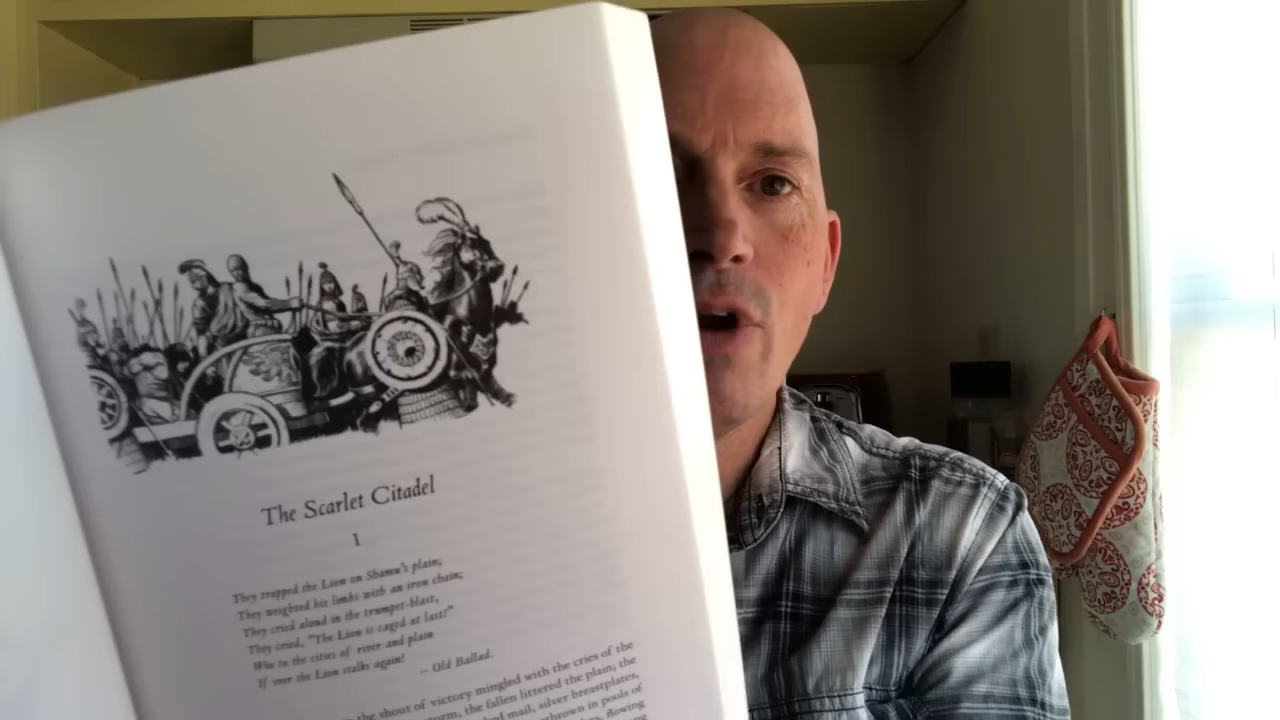 The Scarlet Citadel
I
They trapped the Lion on Shamu's plain;
They weighted his limbs with an iron chain;
They cried aloud in the trumpet-blast,
They cried, "The Lion is caged at last!"
Woe to the cities of river and plain
If ever the Lion stalks again!
– Old Ballad.
the shout of victory mingled with the cries of the
storm, the fallen littered the plain; the
mail, silver breastplates,
thrown in pools of
flowing